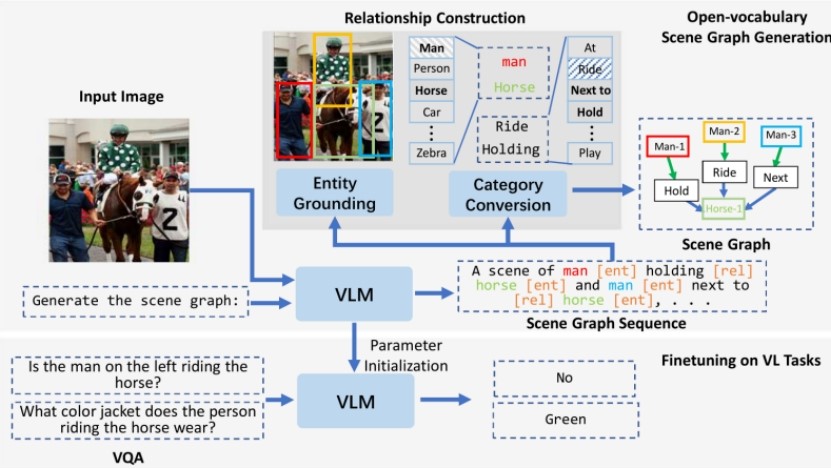 Relationship Construction
Open-vocabulary
Scene Graph Generation
Input Image
Man
Person
Horse
Car
Zebra
man
Horse
Ride
Holding
At
Ride
Next to
Hold
Play
Entity
Grounding
Category
Conversion
Man-1
Man-2
Man-3
Hold
Ride
Next
Horse-1
Scene Graph
2
2
Generate the scene graph:
VLM
A scene of man [ent] holding [rel]
horse [ent] and man [ent] next to
[rel] horse [ent], . . .
Scene Graph Sequence
Parameter
Initialization
Finetuning on VL Tasks
Is the man on the left riding the
horse?
What color jacket does the person
riding the horse wear?
VQA
VLM
No
Green